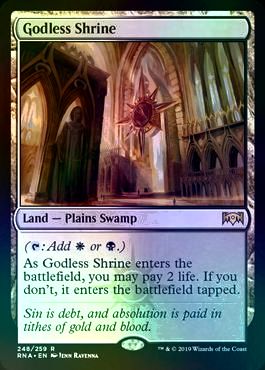 Godless Shrine
Land — Plains Swamp
(: Add or .)
As Godless Shrine enters the
battlefield, you may pay 2 life. If you
don't, it enters the battlefield tapped.
Sin is debt, and absolution is paid in
tithes of gold and blood.
248/259 R
RNA • EN Jenn Ravenna
™ & © 2019 Wizards of the Coast